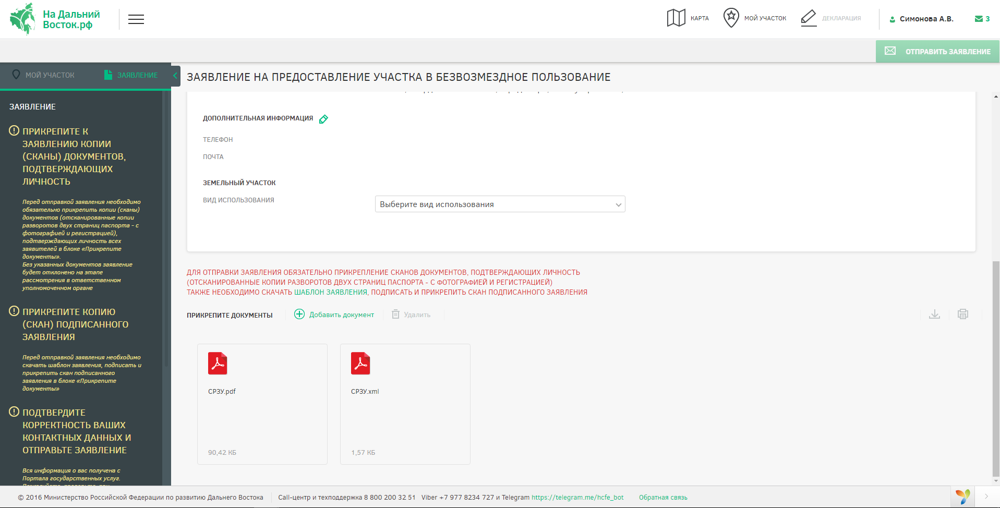 На Дальний
Восток.рф
КАРТА
МОЙ УЧАСТОК
ДЕКЛАРАЦИЯ
Симонова А.В.
3
ОТПРАВИТЬ ЗАЯВЛЕНИЕ
МОЙ УЧАСТОК
ЗАЯВЛЕНИЕ
ЗАЯВЛЕНИЕ
ПРИКРЕПИТЕ К
ЗАЯВЛЕНИЮ КОПИИ
(СКАНЫ) ДОКУМЕНТОВ,
ПОДТВЕРЖДАЮЩИХ
ЛИЧНОСТЬ
Перед отправкой заявления необходимо
обязательно прикрепить копии (сканы)
документов (отсканированные копии
разворотов двух страниц паспорта - с
фотографией и регистрацией),
подтверждающих личность всех
заявителей в блоке «Прикрепите
документы».
Без указанных документов заявление
будет отклонено на этапе
рассмотрения в ответственном
уполномоченном органе
ПРИКРЕПИТЕ КОПИЮ
(СКАН) ПОДПИСАННОГО
ЗАЯВЛЕНИЯ
Перед отправкой заявления необходимо
скачать шаблон заявления, подписать и
прикрепить скан подписанного
заявления в блоке «Прикрепите
документы»
ПОДТВЕРДИТЕ
КОРРЕКТНОСТЬ ВАШИХ
КОНТАКТНЫХ ДАННЫХ И
ОТПРАВЬТЕ ЗАЯВЛЕНИЕ
Вся информация о вас получена с
Портала государственных услуг.
ЗАЯВЛЕНИЕ НА ПРЕДОСТАВЛЕНИЕ УЧАСТКА В БЕЗВОЗМЕЗДНОЕ ПОЛЬЗОВАНИЕ
ДОПОЛНИТЕЛЬНАЯ ИНФОРМАЦИЯ
ТЕЛЕФОН
ПОЧТА
ЗЕМЕЛЬНЫЙ УЧАСТОК
ВИД ИСПОЛЬЗОВАНИЯ
Выберите вид использования
ДЛЯ ОТПРАВКИ ЗАЯВЛЕНИЯ ОБЯЗАТЕЛЬНО ПРИКРЕПЛЕНИЕ СКАНОВ ДОКУМЕНТОВ, ПОДТВЕРЖДАЮЩИХ ЛИЧНОСТЬ
(ОТСКАНИРОВАННЫЕ КОПИИ РАЗВОРОТОВ ДВУХ СТРАНИЦ ПАСПОРТА - С ФОТОГРАФИЕЙ И РЕГИСТРАЦИЕЙ)
ТАКЖЕ НЕОБХОДИМО СКАЧАТЬ ШАБЛОН ЗАЯВЛЕНИЯ, ПОДПИСАТЬ И ПРИКРЕПИТЬ СКАН ПОДПИСАННОГО ЗАЯВЛЕНИЯ
ПРИКРЕПИТЕ ДОКУМЕНТЫ
Добавить документ
Удалить
СРЗУ.pdf
90,42 КБ
СРЗУ.xml
1,57 КБ
© 2016 Министерство Российской Федерации по развитию Дальнего Востока
Call-центр и техподдержка 8 800 200 32 51 Viber +7 977 8234 727 и Telegram https://telegram.me/hcfe_bot
Обратная связь